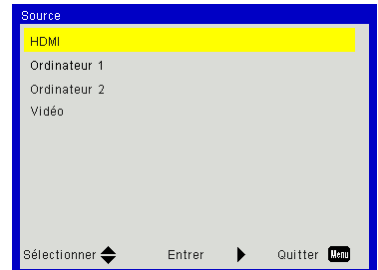 Source
HDMI
Ordinateur 1
Ordinateur 2
Vidéo
Sélectionner Entrer Quitter Menu